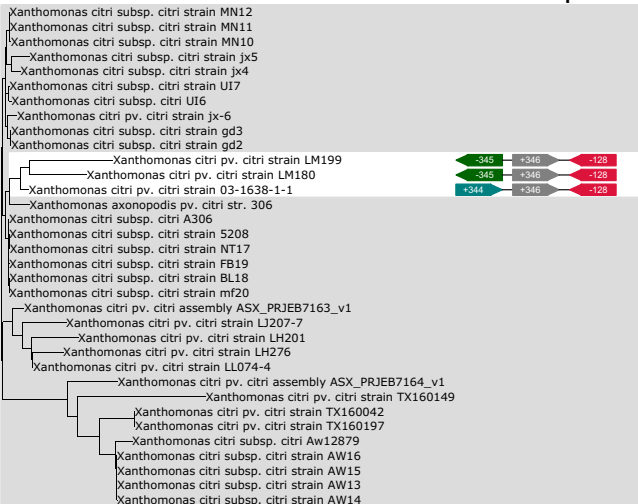 Xanthomonas citri subsp. citri strain MN12
Xanthomonas citri subsp. citri strain MN11
Xanthomonas citri subsp. citri strain MN10
Xanthomonas citri subsp. citri strain jx5
Xanthomonas citri subsp. citri strain jx4
Xanthomonas citri subsp. citri strain UI7
Xanthomonas citri subsp. citri UI6
Xanthomonas citri pv. citri strain jx-6
Xanthomonas citri subsp. citri strain gd3
Xanthomonas citri subsp. citri strain gd2
Xanthomonas citri pv. citri strain LM199 -345 +346 -128
Xanthomonas citri pv. citri strain LM180 -345 +346 -128
Xanthomonas citri pv. citri strain 03-1638-1-1 +344 +346 -128
Xanthomonas axonopodis pv. citri str. 306
Xanthomonas citri subsp. citri A306
Xanthomonas citri subsp. citri strain 5208
Xanthomonas citri subsp. citri strain NT17
Xanthomonas citri subsp. citri strain FB19
Xanthomonas citri subsp. citri strain BL18
Xanthomonas citri subsp. citri strain mf20
Xanthomonas citri pv. citri assembly ASX_PRJEB7163_v1
Xanthomonas citri pv. citri strain LJ207-7
Xanthomonas citri pv. citri strain LH201
Xanthomonas citri pv. citri strain LH276
Xanthomonas citri pv. citri strain LL074-4
Xanthomonas citri pv. citri assembly ASX_PRJEB7164_v1
Xanthomonas citri pv. citri strain TX160149
Xanthomonas citri pv. citri strain TX160042
Xanthomonas citri pv. citri strain TX160197
Xanthomonas citri subsp. citri Aw12879
Xanthomonas citri subsp. citri strain AW16
Xanthomonas citri subsp. citri strain AW15
Xanthomonas citri subsp. citri strain AW13
Xanthomonas citri subsp. citri strain AW14